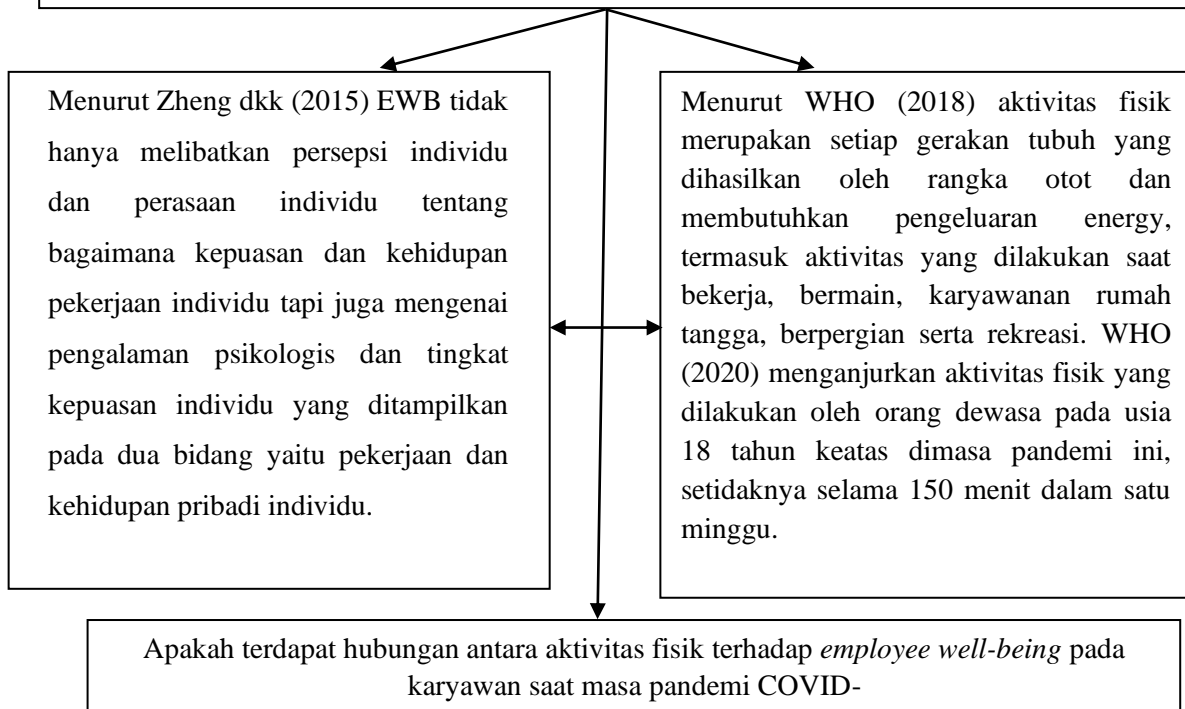 Menurut Zheng dkk (2015) EWB tidak
hanya melibatkan persepsi individu
dan perasaan individu tentang
bagaimana kepuasan dan kehidupan
pekerjaan individu tapi juga mengenai
pengalaman psikologis dan tingkat
kepuasan individu yang ditampilkan
pada dua bidang yaitu pekerjaan dan
kehidupan pribadi individu.
Menurut WHO (2018) aktivitas fisik
merupakan setiap gerakan tubuh yang
dihasilkan oleh rangka otot dan
membutuhkan pengeluaran energy,
termasuk aktivitas yang dilakukan saat
bekerja, bermain, karyawanan rumah
tangga, berpergian serta rekreasi. WHO
(2020) menganjurkan aktivitas fisik yang
dilakukan oleh orang dewasa pada usia
18 tahun keatas dimasa pandemi ini,
setidaknya selama 150 menit dalam satu
minggu.
Apakah terdapat hubungan antara aktivitas fisik terhadap employee well-being pada
karyawan saat masa pandemi COVID-